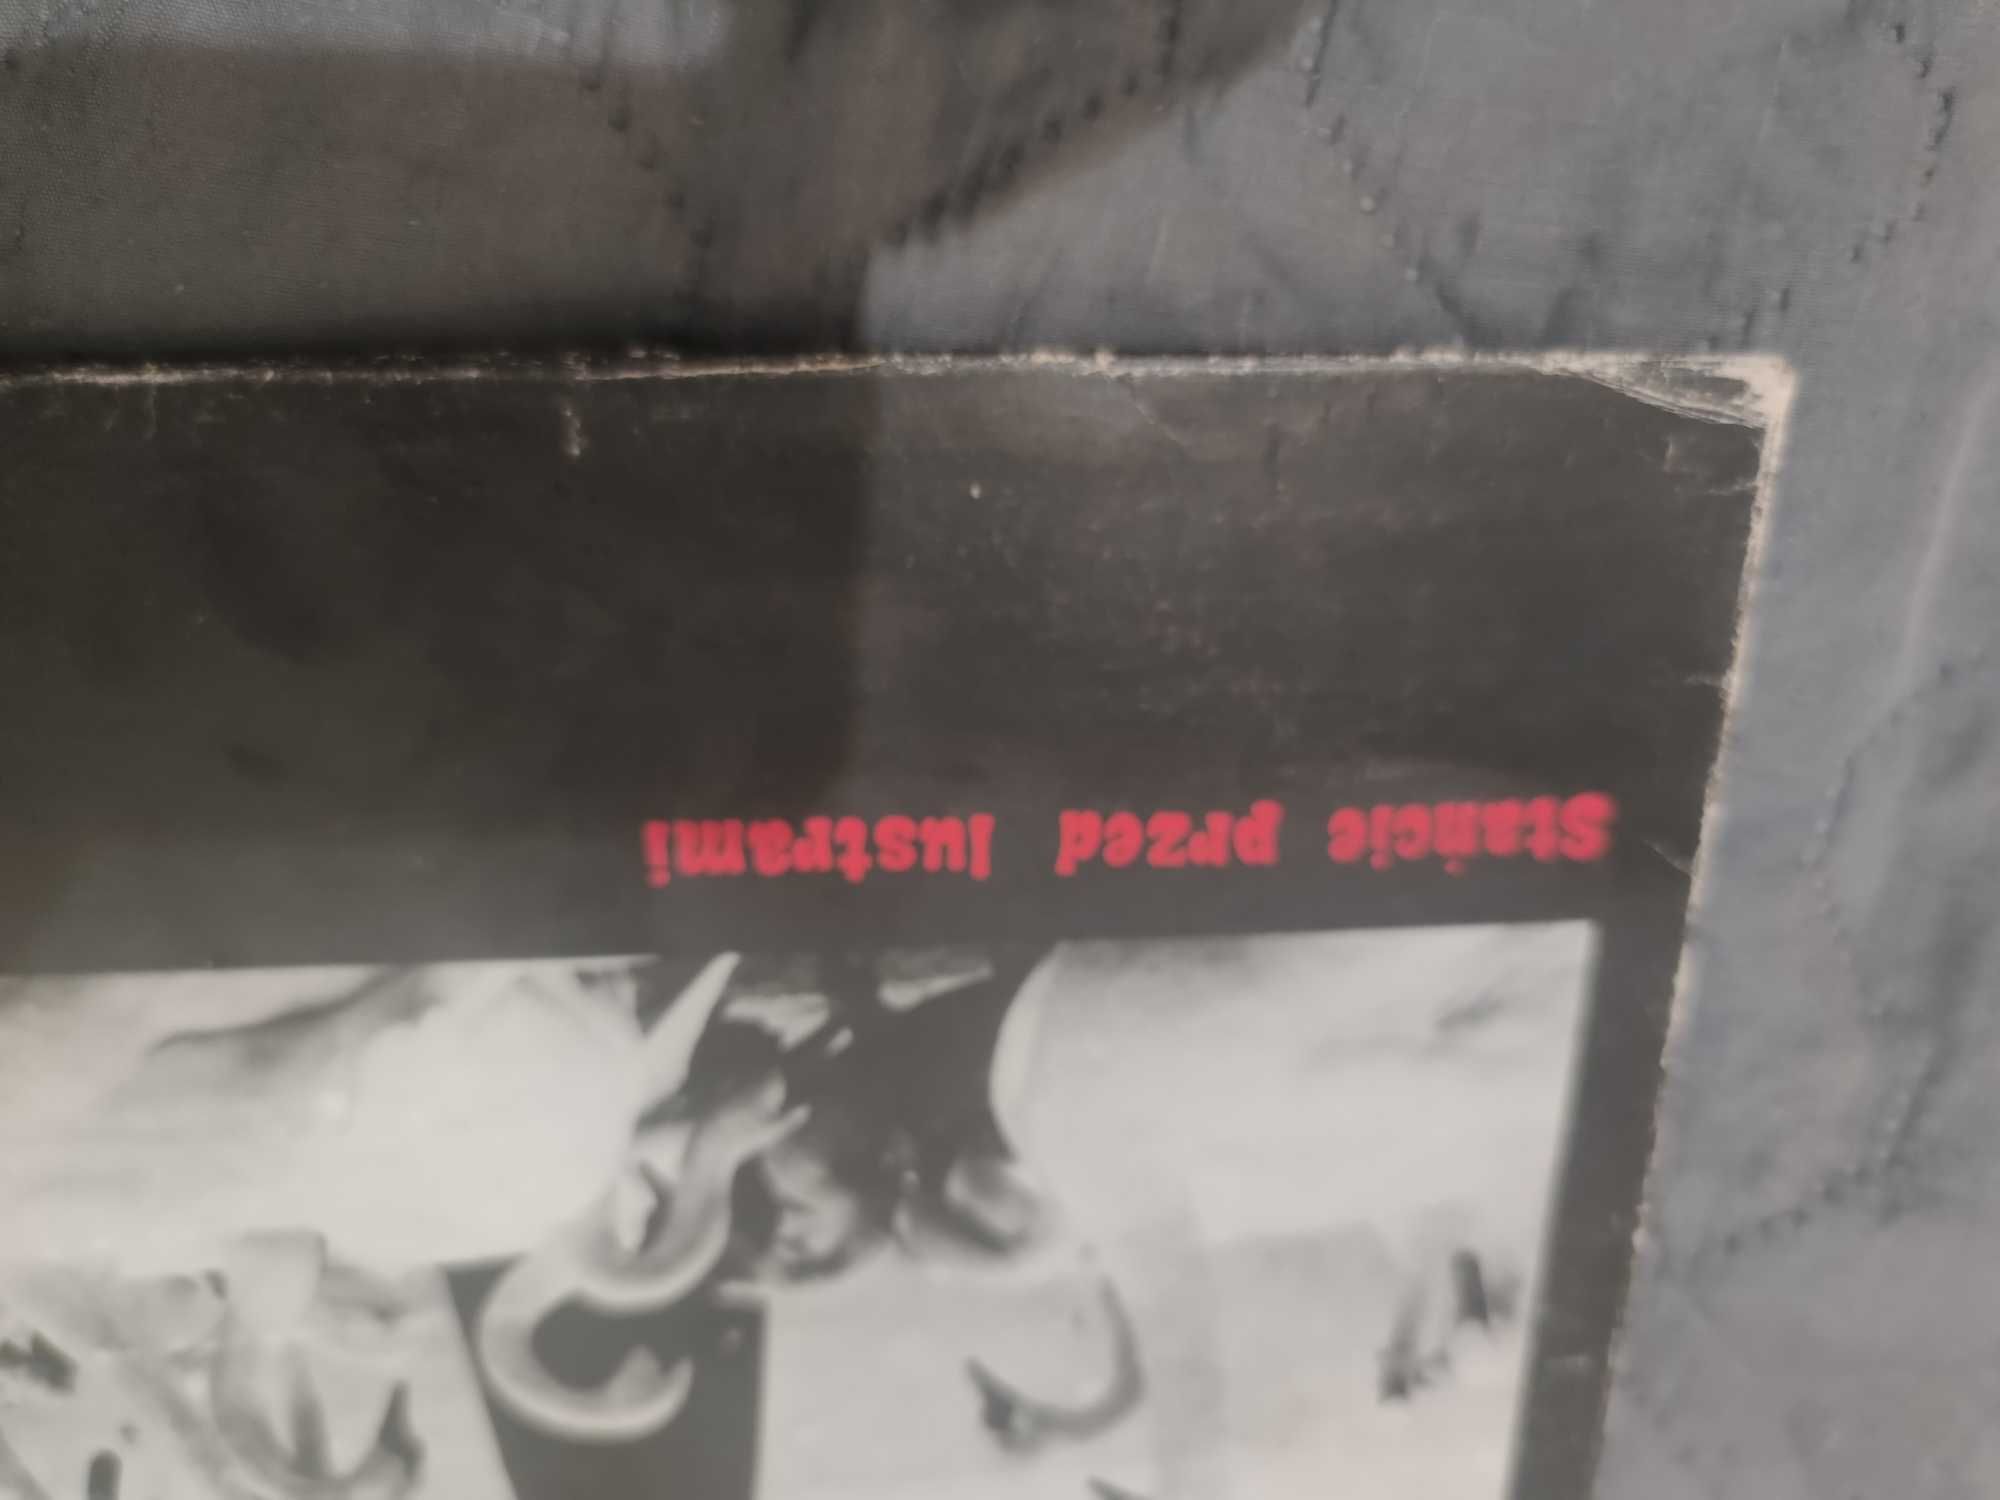 Stańcie przed lustrami